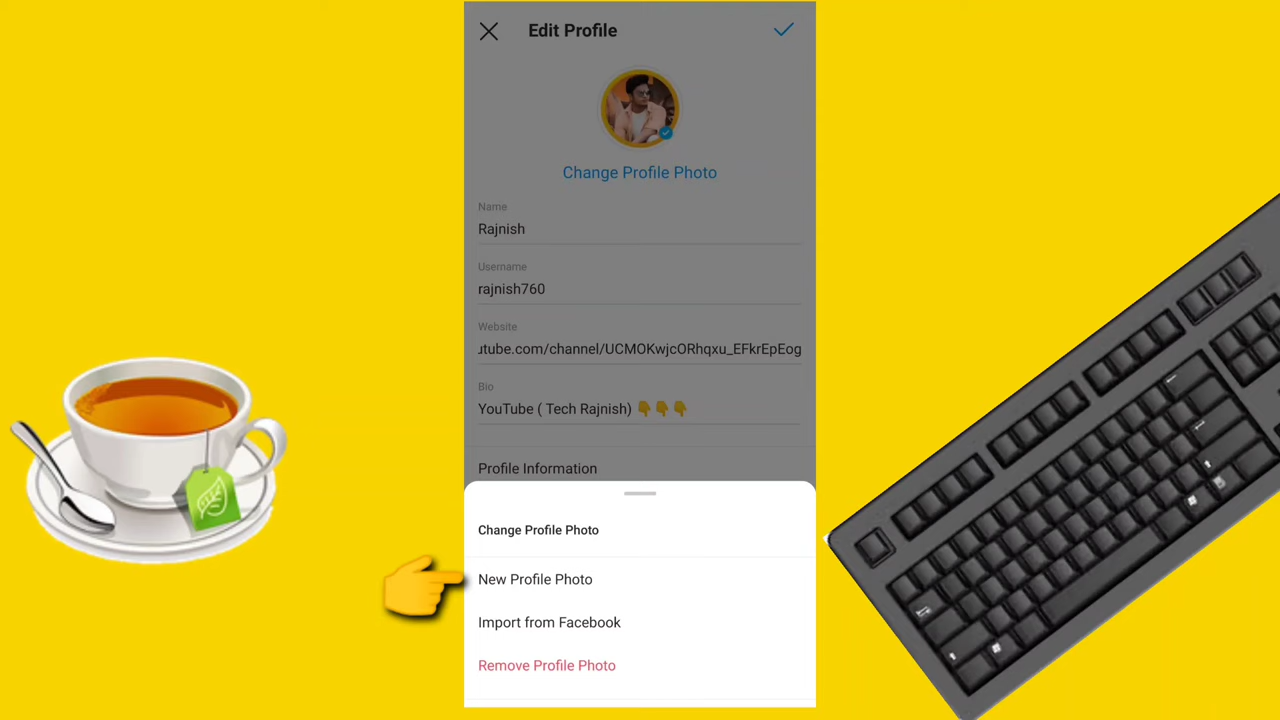 Edit Profile
Change Profile Photo
Name
Rajnish
Username
rajnish760
Website
utube.com/channel/UCMOKwjcORhqxu_EFkrEpEog
Bio
YouTube ( Tech Rajnish) 👇👇👇
Profile Information
Change Profile Photo
New Profile Photo
Import from Facebook
Remove Profile Photo